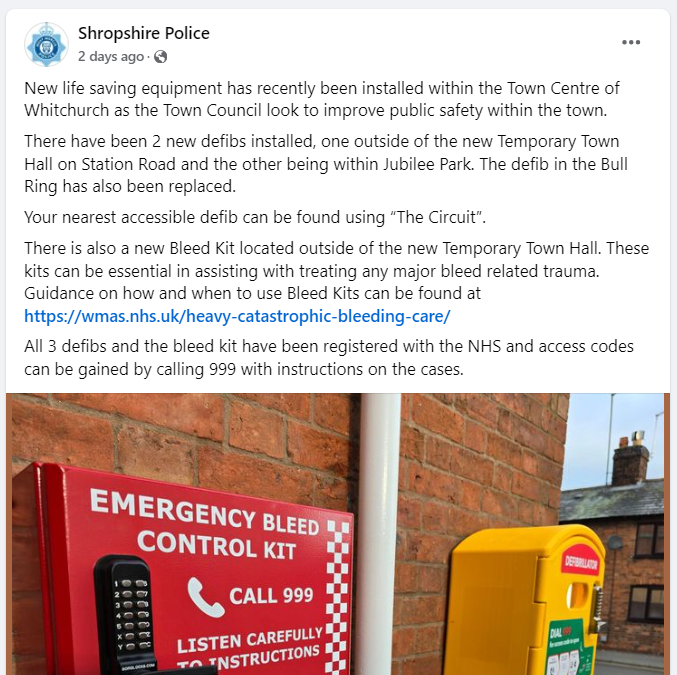 Shropshire Police
2 days ago ·
New life saving equipment has recently been installed within the Town Centre of
Whitchurch as the Town Council look to improve public safety within the town.
There have been 2 new defibs installed, one outside of the new Temporary Town
Hall on Station Road and the other being within Jubilee Park. The defib in the Bull
Ring has also been replaced.
Your nearest accessible defib can be found using “The Circuit”.
There is also a new Bleed Kit located outside of the new Temporary Town Hall. These
kits can be essential in assisting with treating any major bleed related trauma.
Guidance on how and when to use Bleed Kits can be found at
https://wmas.nhs.uk/heavy-catastrophic-bleeding-care/
All 3 defibs and the bleed kit have been registered with the NHS and access codes
can be gained by calling 999 with instructions on the cases.
EMERGENCY BLEED
CONTROL KIT
CALL 999
LISTEN CAREFULLY
TO INSTRUCTIONS
DEFIBRILLATOR
DIAL 999